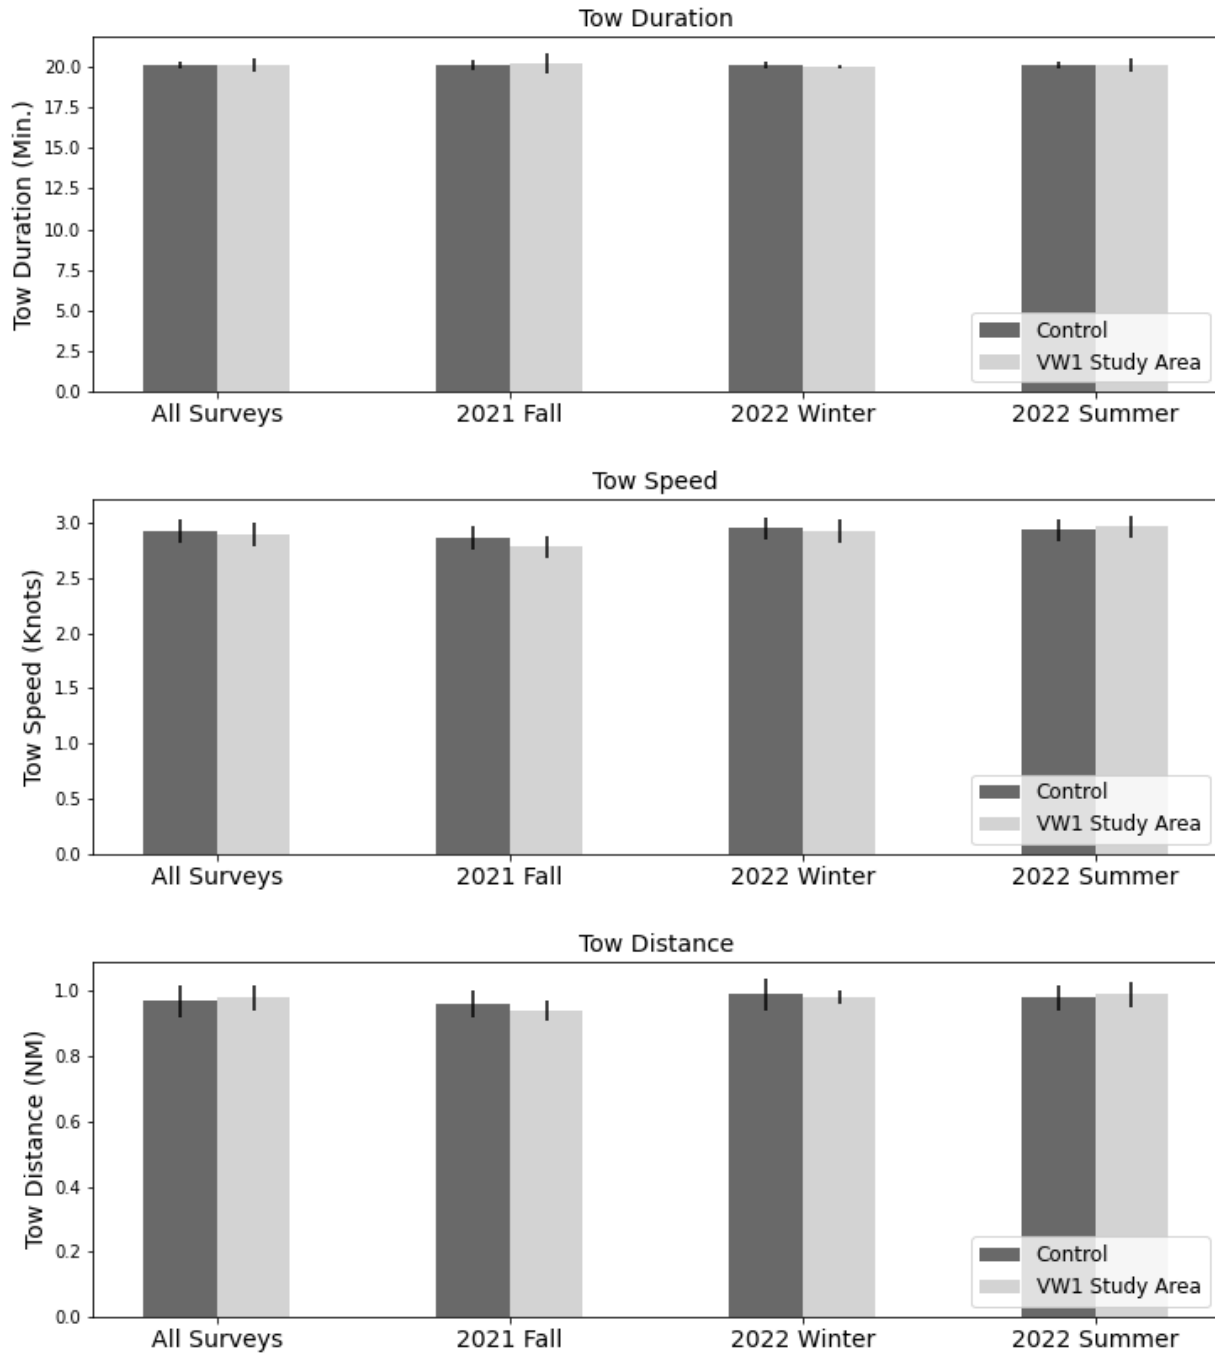 Tow Duration
Tow Duration (Min.)
20.0
17.5
15.0
12.5
10.0
7.5
5.0
2.5
0.0
Control
VW1 Study Area
All Surveys 2021 Fall 2022 Winter 2022 Summer
Tow Speed
Tow Speed (Knots)
3.0
2.5
2.0
1.5
1.0
0.5
0.0
Control
VW1 Study Area
All Surveys 2021 Fall 2022 Winter 2022 Summer
Tow Distance
Tow Distance (NM)
1.0
0.8
0.6
0.4
0.2
0.0
Control
VW1 Study Area
All Surveys 2021 Fall 2022 Winter 2022 Summer